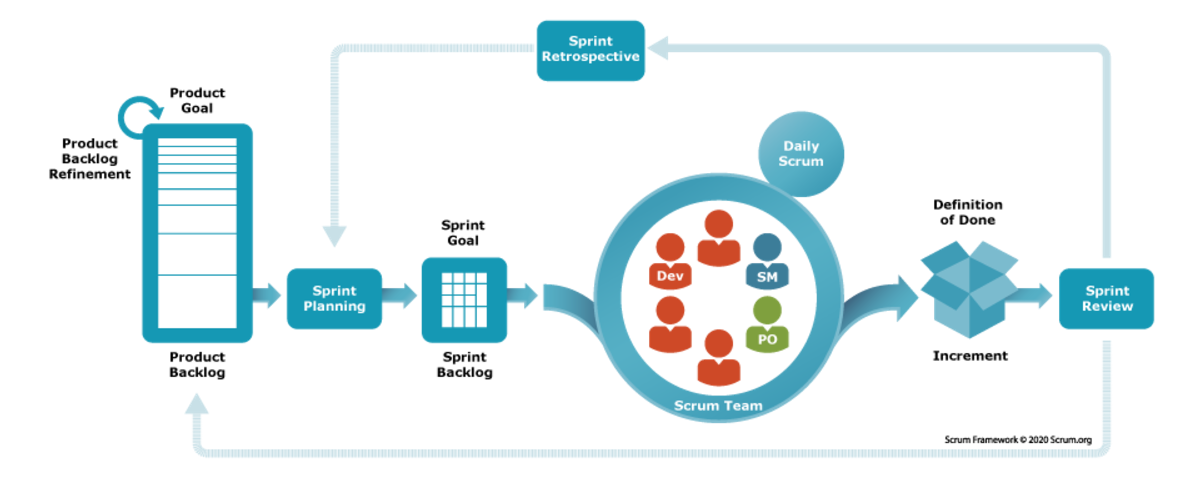 Sprint
Retrospective
Product
Goal
Product
Backlog
Refinement
Daily
Scrum
Sprint
Goal
Definition
of Done
Dev
SM
Sprint
Planning
Sprint
Review
PO
Product
Backlog
Sprint
Backlog
Increment
Scrum Team
Scrum Framework © 2020 Scrum.org